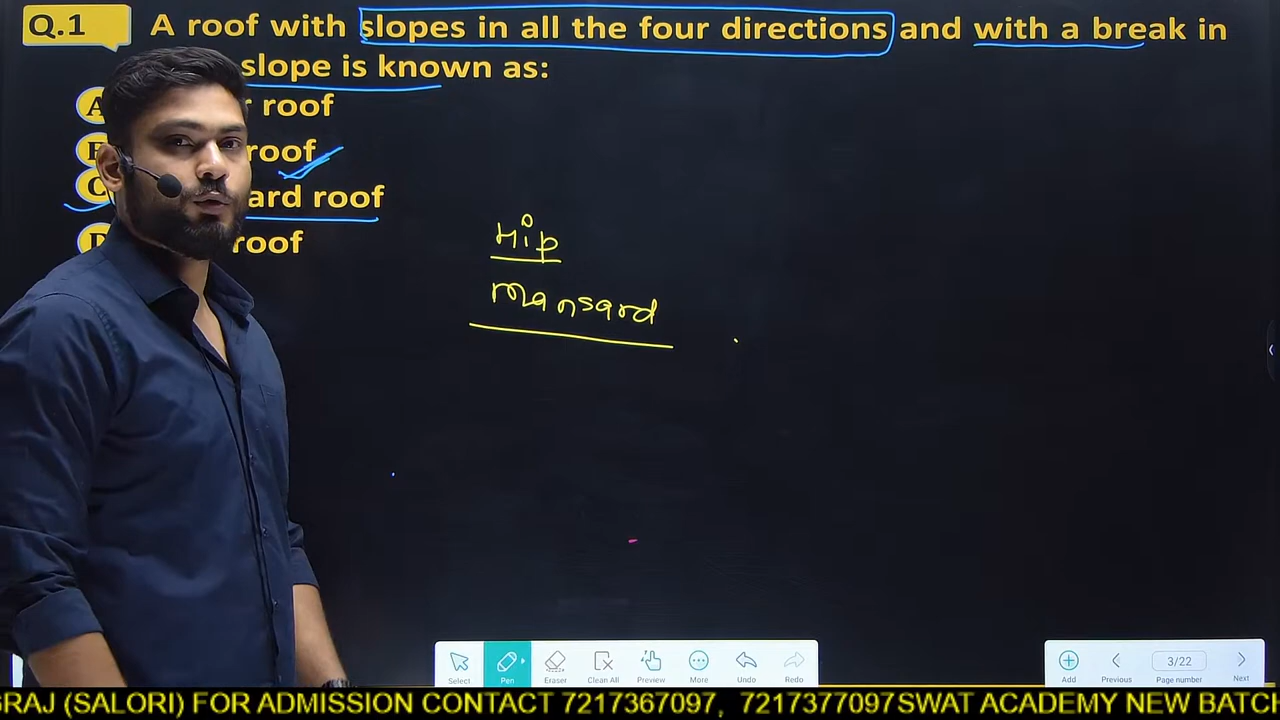 Q.1 A roof with slopes in all the four directions and with a break in
slope is known as:
roof
roof
C ard roof
roof
Hip
mansard
Select Pen Eraser Clean All Preview More Undo Redo
Add Previous 3/22 Page number Next
GRAJ (SALORI) FOR ADMISSION CONTACT 7217367097, 7217377097SWAT ACADEMY NEW BATCH